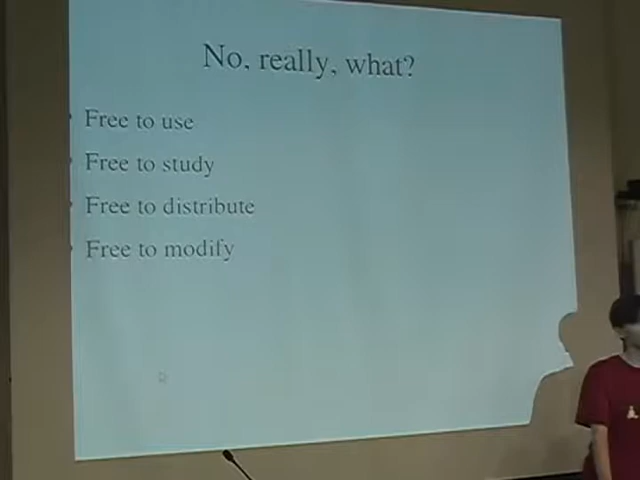 No, really, what?
Free to use
Free to study
Free to distribute
Free to modify